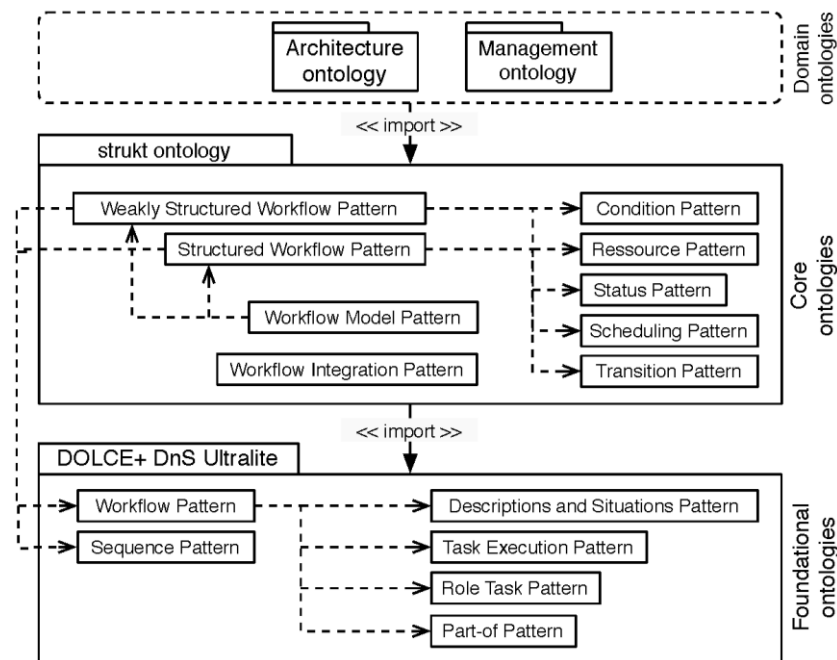 Architecture
ontology
Management
ontology
Domain
ontologies
<< import >>
strukt ontology
Weakly Structured Workflow Pattern
Condition Pattern
Structured Workflow Pattern
Ressource Pattern
Status Pattern
Workflow Model Pattern
Scheduling Pattern
Workflow Integration Pattern
Transition Pattern
Core
ontologies
<< import >>
DOLCE+ DnS Ultralite
Workflow Pattern
Descriptions and Situations Pattern
Sequence Pattern
Task Execution Pattern
Role Task Pattern
Part-of Pattern
Foundational
ontologies